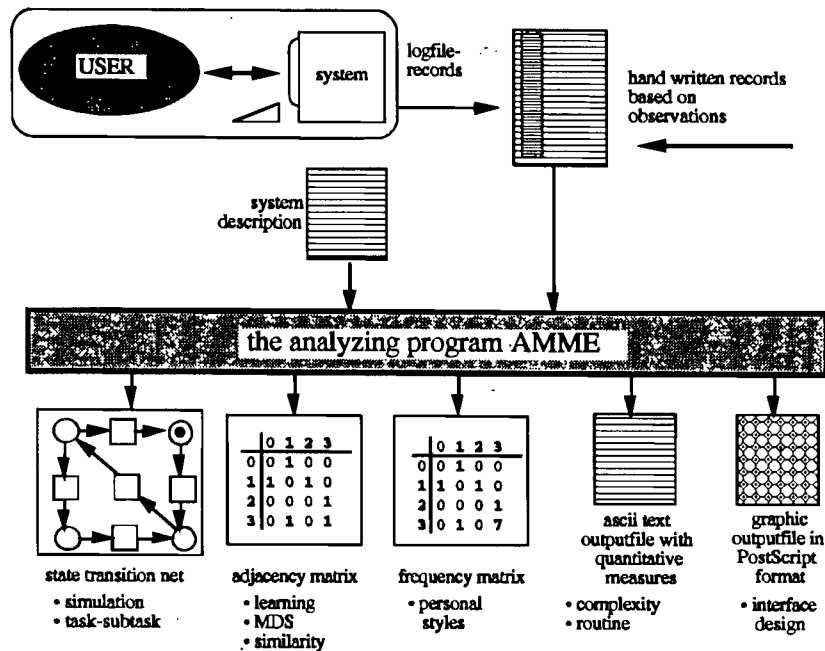 USER
system
logfile-
records
hand written records
based on
observations
system
description
the analyzing program AMME
0 1 2 3
0 0 1 0 0
1 1 0 1 0
2 0 0 0 1
3 0 1 0 1
0 1 2 3
0 0 1 0 0
1 1 0 1 0
2 0 0 0 1
3 0 1 0 7
state transition net
• simulation
• task-subtask
adjacency matrix
• learning
• MDS
• similarity
frequency matrix
• personal
styles
ascii text
outputfile with
quantitative
measures
• complexity
• routine
graphic
outputfile in
PostScript
format
• interface
design